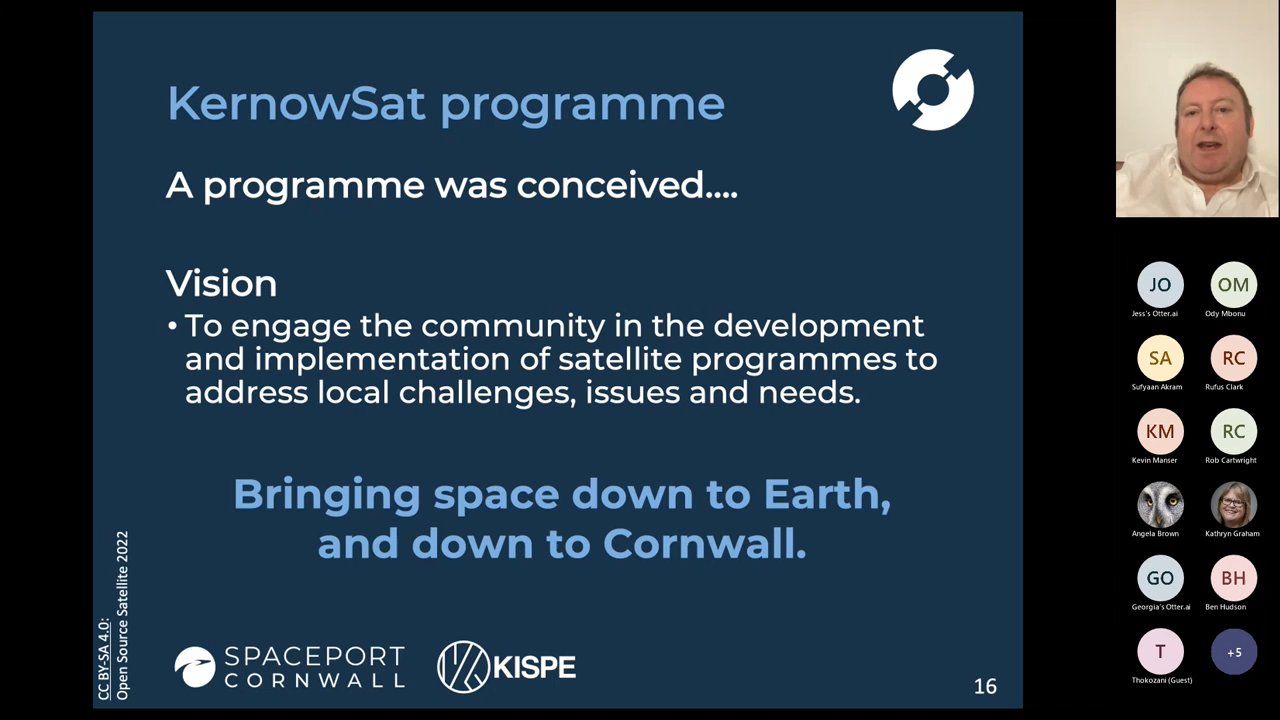 KernowSat programme
A programme was conceived....
Vision
• To engage the community in the development
and implementation of satellite programmes to
address local challenges, issues and needs.
Bringing space down to Earth,
and down to Cornwall.
CC BY-SA 4.0:
Open Source Satellite 2022
SPACEPORT
CORNWALL
KISPE
16
JO
OM
Jess's Otter.ai
Ody Mbonu
SA
RC
Sufyaan Akram
Rufus Clark
KM
RC
Kevin Manser
Rob Cartwright
Angela Brown
Kathryn Graham
GO
BH
Georgia's Otter.ai
Ben Hudson
T
+5
Thokozani (Guest)